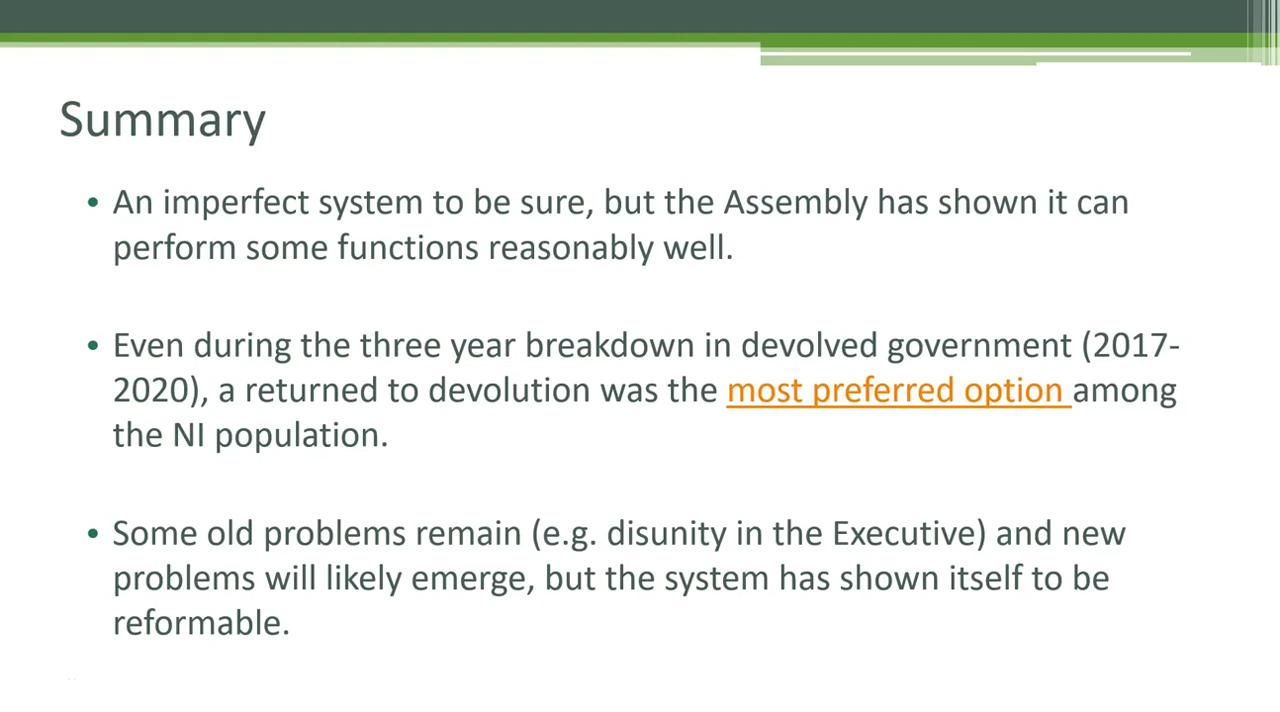 Summary
• An imperfect system to be sure, but the Assembly has shown it can
perform some functions reasonably well.
• Even during the three year breakdown in devolved government (2017-
2020), a returned to devolution was the most preferred option among
the NI population.
• Some old problems remain (e.g. disunity in the Executive) and new
problems will likely emerge, but the system has shown itself to be
reformable.